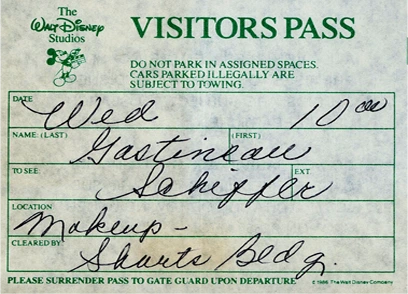 The
WALT DISNEY
Studios
VISITORS PASS
DO NOT PARK IN ASSIGNED SPACES.
CARS PARKED ILLEGALLY ARE
SUBJECT TO TOWING.
DATE Wed 10 00
NAME: (LAST) Gastineau (FIRST)
TO SEE: Schiffer EXT.
LOCATION Makeup -
CLEARED BY: Shorts Bldg.
PLEASE SURRENDER PASS TO GATE GUARD UPON DEPARTURE © 1986 The Walt Disney Company